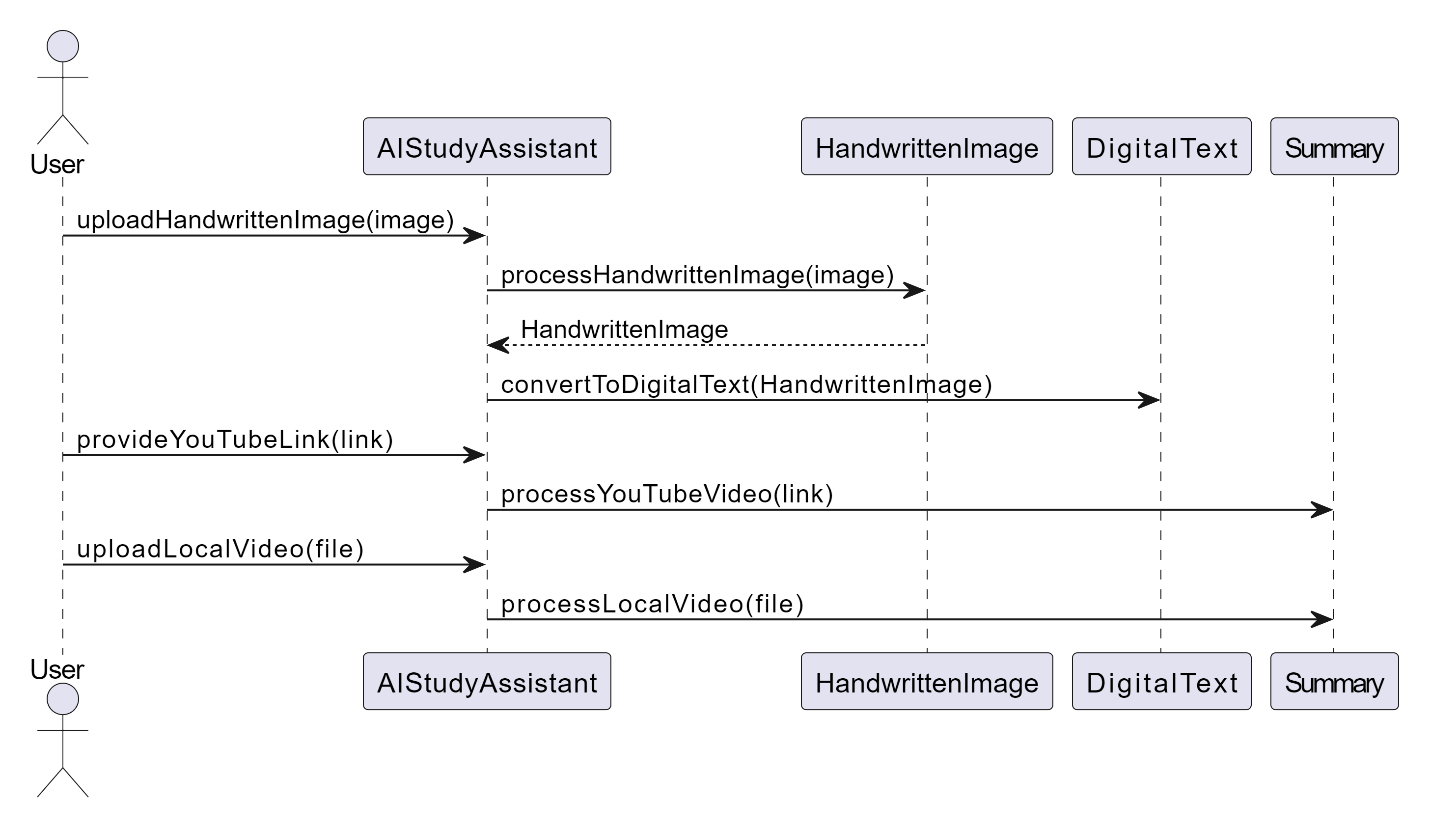 User
AIStudyAssistant
HandwrittenImage
DigitalText
Summary
uploadHandwrittenImage(image)
processHandwrittenImage(image)
HandwrittenImage
convertToDigitalText(HandwrittenImage)
provideYouTubeLink(link)
processYouTubeVideo(link)
uploadLocalVideo(file)
processLocalVideo(file)
User
AIStudyAssistant
HandwrittenImage
DigitalText
Summary